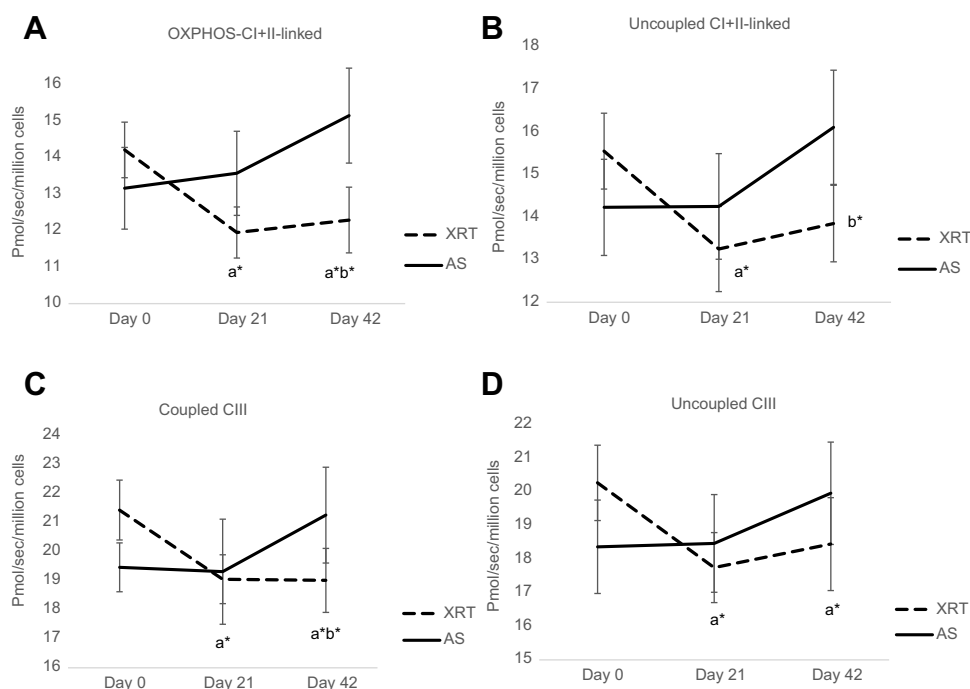 A
OXPHOS-CI+II-linked
Pmol/sec/million cells
16
15
14
13
12
11
10
Day 0 Day 21 Day 42
a*
a*b*
XRT
AS
B
Uncoupled CI+II-linked
Pmol/sec/million cells
18
17
16
15
14
13
12
Day 0 Day 21 Day 42
a*
b*
XRT
AS
C
Coupled CIII
Pmol/sec/million cells
24
23
22
21
20
19
18
17
16
Day 0 Day 21 Day 42
a*
a*b*
XRT
AS
D
Uncoupled CIII
Pmol/sec/million cells
22
21
20
19
18
17
16
15
Day 0 Day 21 Day 42
a*
a*
XRT
AS